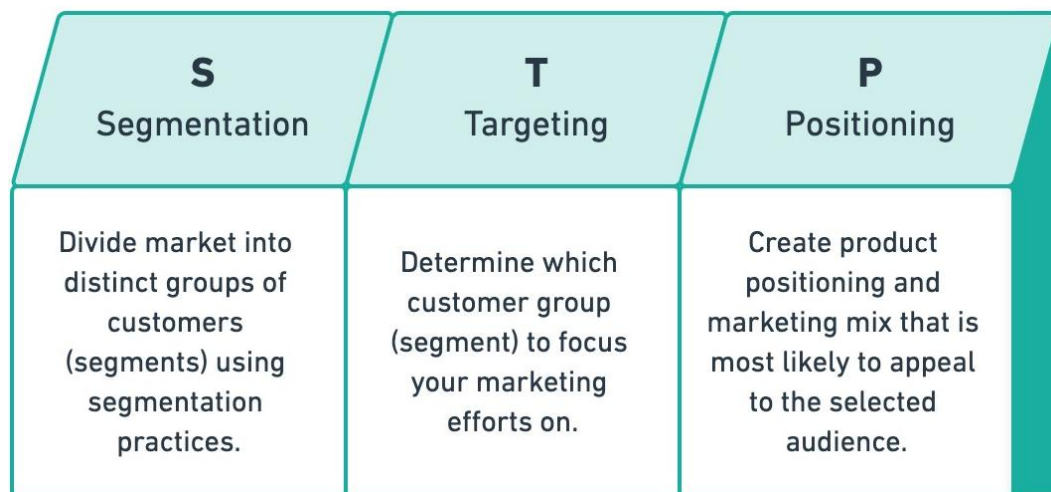 S
Segmentation
Divide market into
distinct groups of
customers
(segments) using
segmentation
practices.
T
Targeting
Determine which
customer group
(segment) to focus
your marketing
efforts on.
P
Positioning
Create product
positioning and
marketing mix that is
most likely to appeal
to the selected
audience.